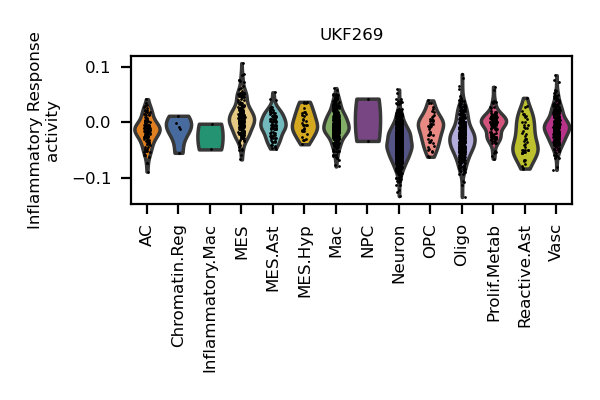 UKF269
Inflammatory Response
activity
0.1
0.0
−0.1
AC
Chromatin.Reg
Inflammatory.Mac
MES
MES.Ast
MES.Hyp
Mac
NPC
Neuron
OPC
Oligo
Prolif.Metab
Reactive.Ast
Vasc